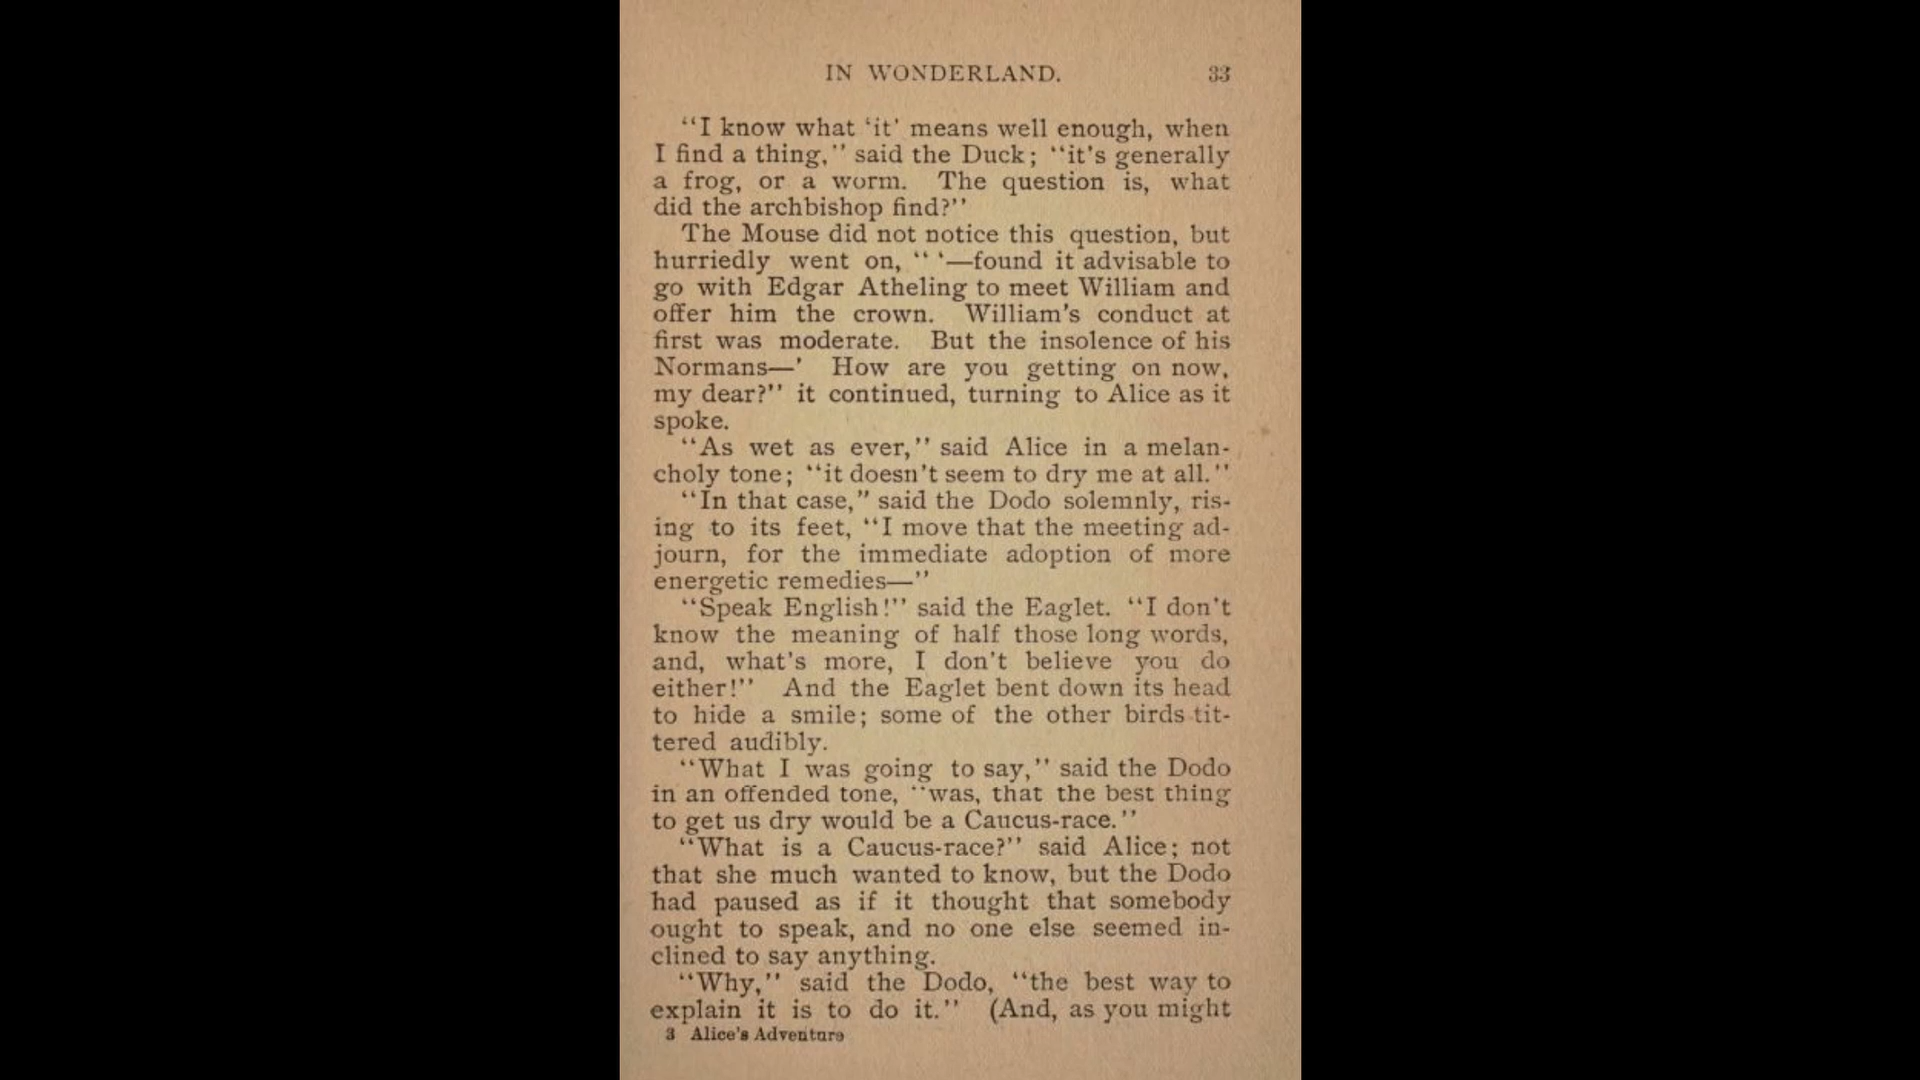 IN WONDERLAND. 33
“I know what ‘it’ means well enough, when
I find a thing,” said the Duck; “it's generally
a frog, or a worm. The question is, what
did the archbishop find?”
The Mouse did not notice this question, but
hurriedly went on, “ ‘—found it advisable to
go with Edgar Atheling to meet William and
offer him the crown. William's conduct at
first was moderate. But the insolence of his
Normans—’ How are you getting on now,
my dear?” it continued, turning to Alice as it
spoke.
“As wet as ever,” said Alice in a melan-
choly tone; “it doesn't seem to dry me at all.”
“In that case,” said the Dodo solemnly, ris-
ing to its feet, “I move that the meeting ad-
journ, for the immediate adoption of more
energetic remedies—”
“Speak English!” said the Eaglet. “I don't
know the meaning of half those long words,
and, what's more, I don't believe you do
either!” And the Eaglet bent down its head
to hide a smile; some of the other birds tit-
tered audibly.
“What I was going to say,” said the Dodo
in an offended tone, “was, that the best thing
to get us dry would be a Caucus-race.”
“What is a Caucus-race?” said Alice; not
that she much wanted to know, but the Dodo
had paused as if it thought that somebody
ought to speak, and no one else seemed in-
clined to say anything.
“Why,” said the Dodo, “the best way to
explain it is to do it.” (And, as you might
3 Alice's Adventure